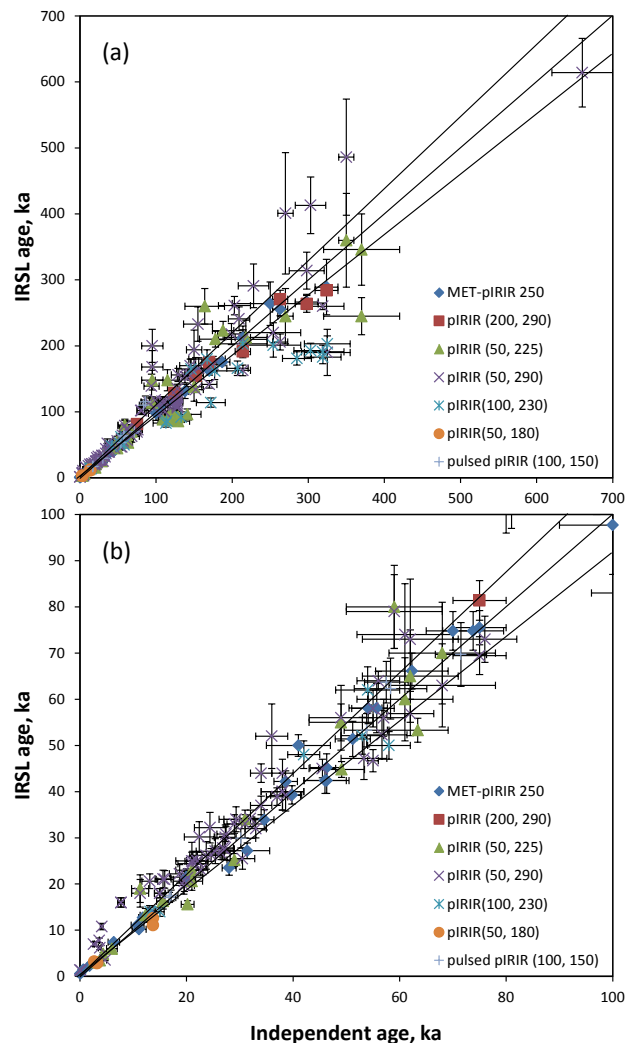 700
(a)
600
500
400
IRSL age, ka
300
MET-pIRIR 250
pIRIR (200, 290)
200
pIRIR (50, 225)
pIRIR (50, 290)
100
pIRIR(100, 230)
pIRIR(50, 180)
pulsed pIRIR (100, 150)
0
0 100 200 300 400 500 600 700
100
(b)
90
80
70
60
IRSL age, ka
50
40
MET-pIRIR 250
pIRIR (200, 290)
30
pIRIR (50, 225)
pIRIR (50, 290)
20
pIRIR(100, 230)
10
pIRIR(50, 180)
pulsed pIRIR (100, 150)
0
0 20 40 60 80 100
Independent age, ka